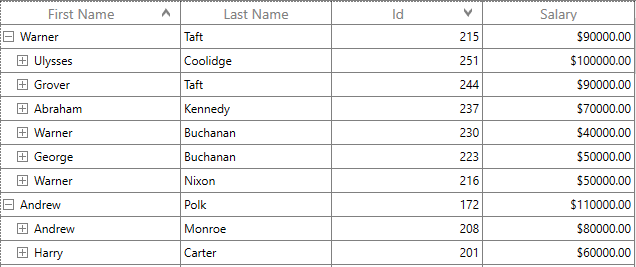 First Name Last Name Id Salary
Warner Taft 215 $90000.00
Ulysses Coolidge 251 $100000.00
Grover Taft 244 $90000.00
Abraham Kennedy 237 $70000.00
Warner Buchanan 230 $40000.00
George Buchanan 223 $50000.00
Warner Nixon 216 $50000.00
Andrew Polk 172 $110000.00
Andrew Monroe 208 $80000.00
Harry Carter 201 $60000.00